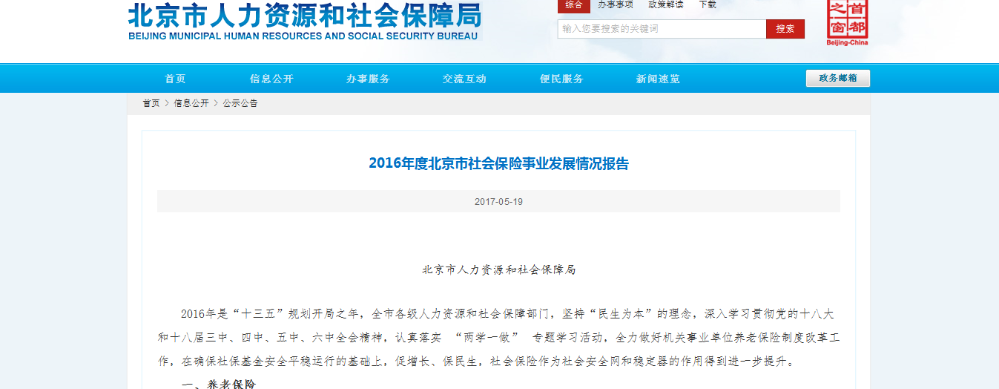 北京市人力资源和社会保障局
BEIJING MUNICIPAL HUMAN RESOURCES AND SOCIAL SECURITY BUREAU
综合 办事事项 政策解读 下载
输入您要搜索的关键词 搜索
首都之窗
Beijing-China
首页 信息公开 办事服务 交流互动 便民服务 新闻速览 政务邮箱
首页 > 信息公开 > 公示公告
2016年度北京市社会保险事业发展情况报告
2017-05-19
北京市人力资源和社会保障局
2016年是“十三五”规划开局之年，全市各级人力资源和社会保障部门，坚持“民生为本”的理念，深入学习贯彻党的十八大
和十八届三中、四中、五中、六中全会精神，认真落实 “两学一做” 专题学习活动，全力做好机关事业单位养老保险制度改革工
作，在确保社保基金安全平稳运行的基础上，促增长、保民生，社会保险作为社会安全网和稳定器的作用得到进一步提升。
一、养老保险